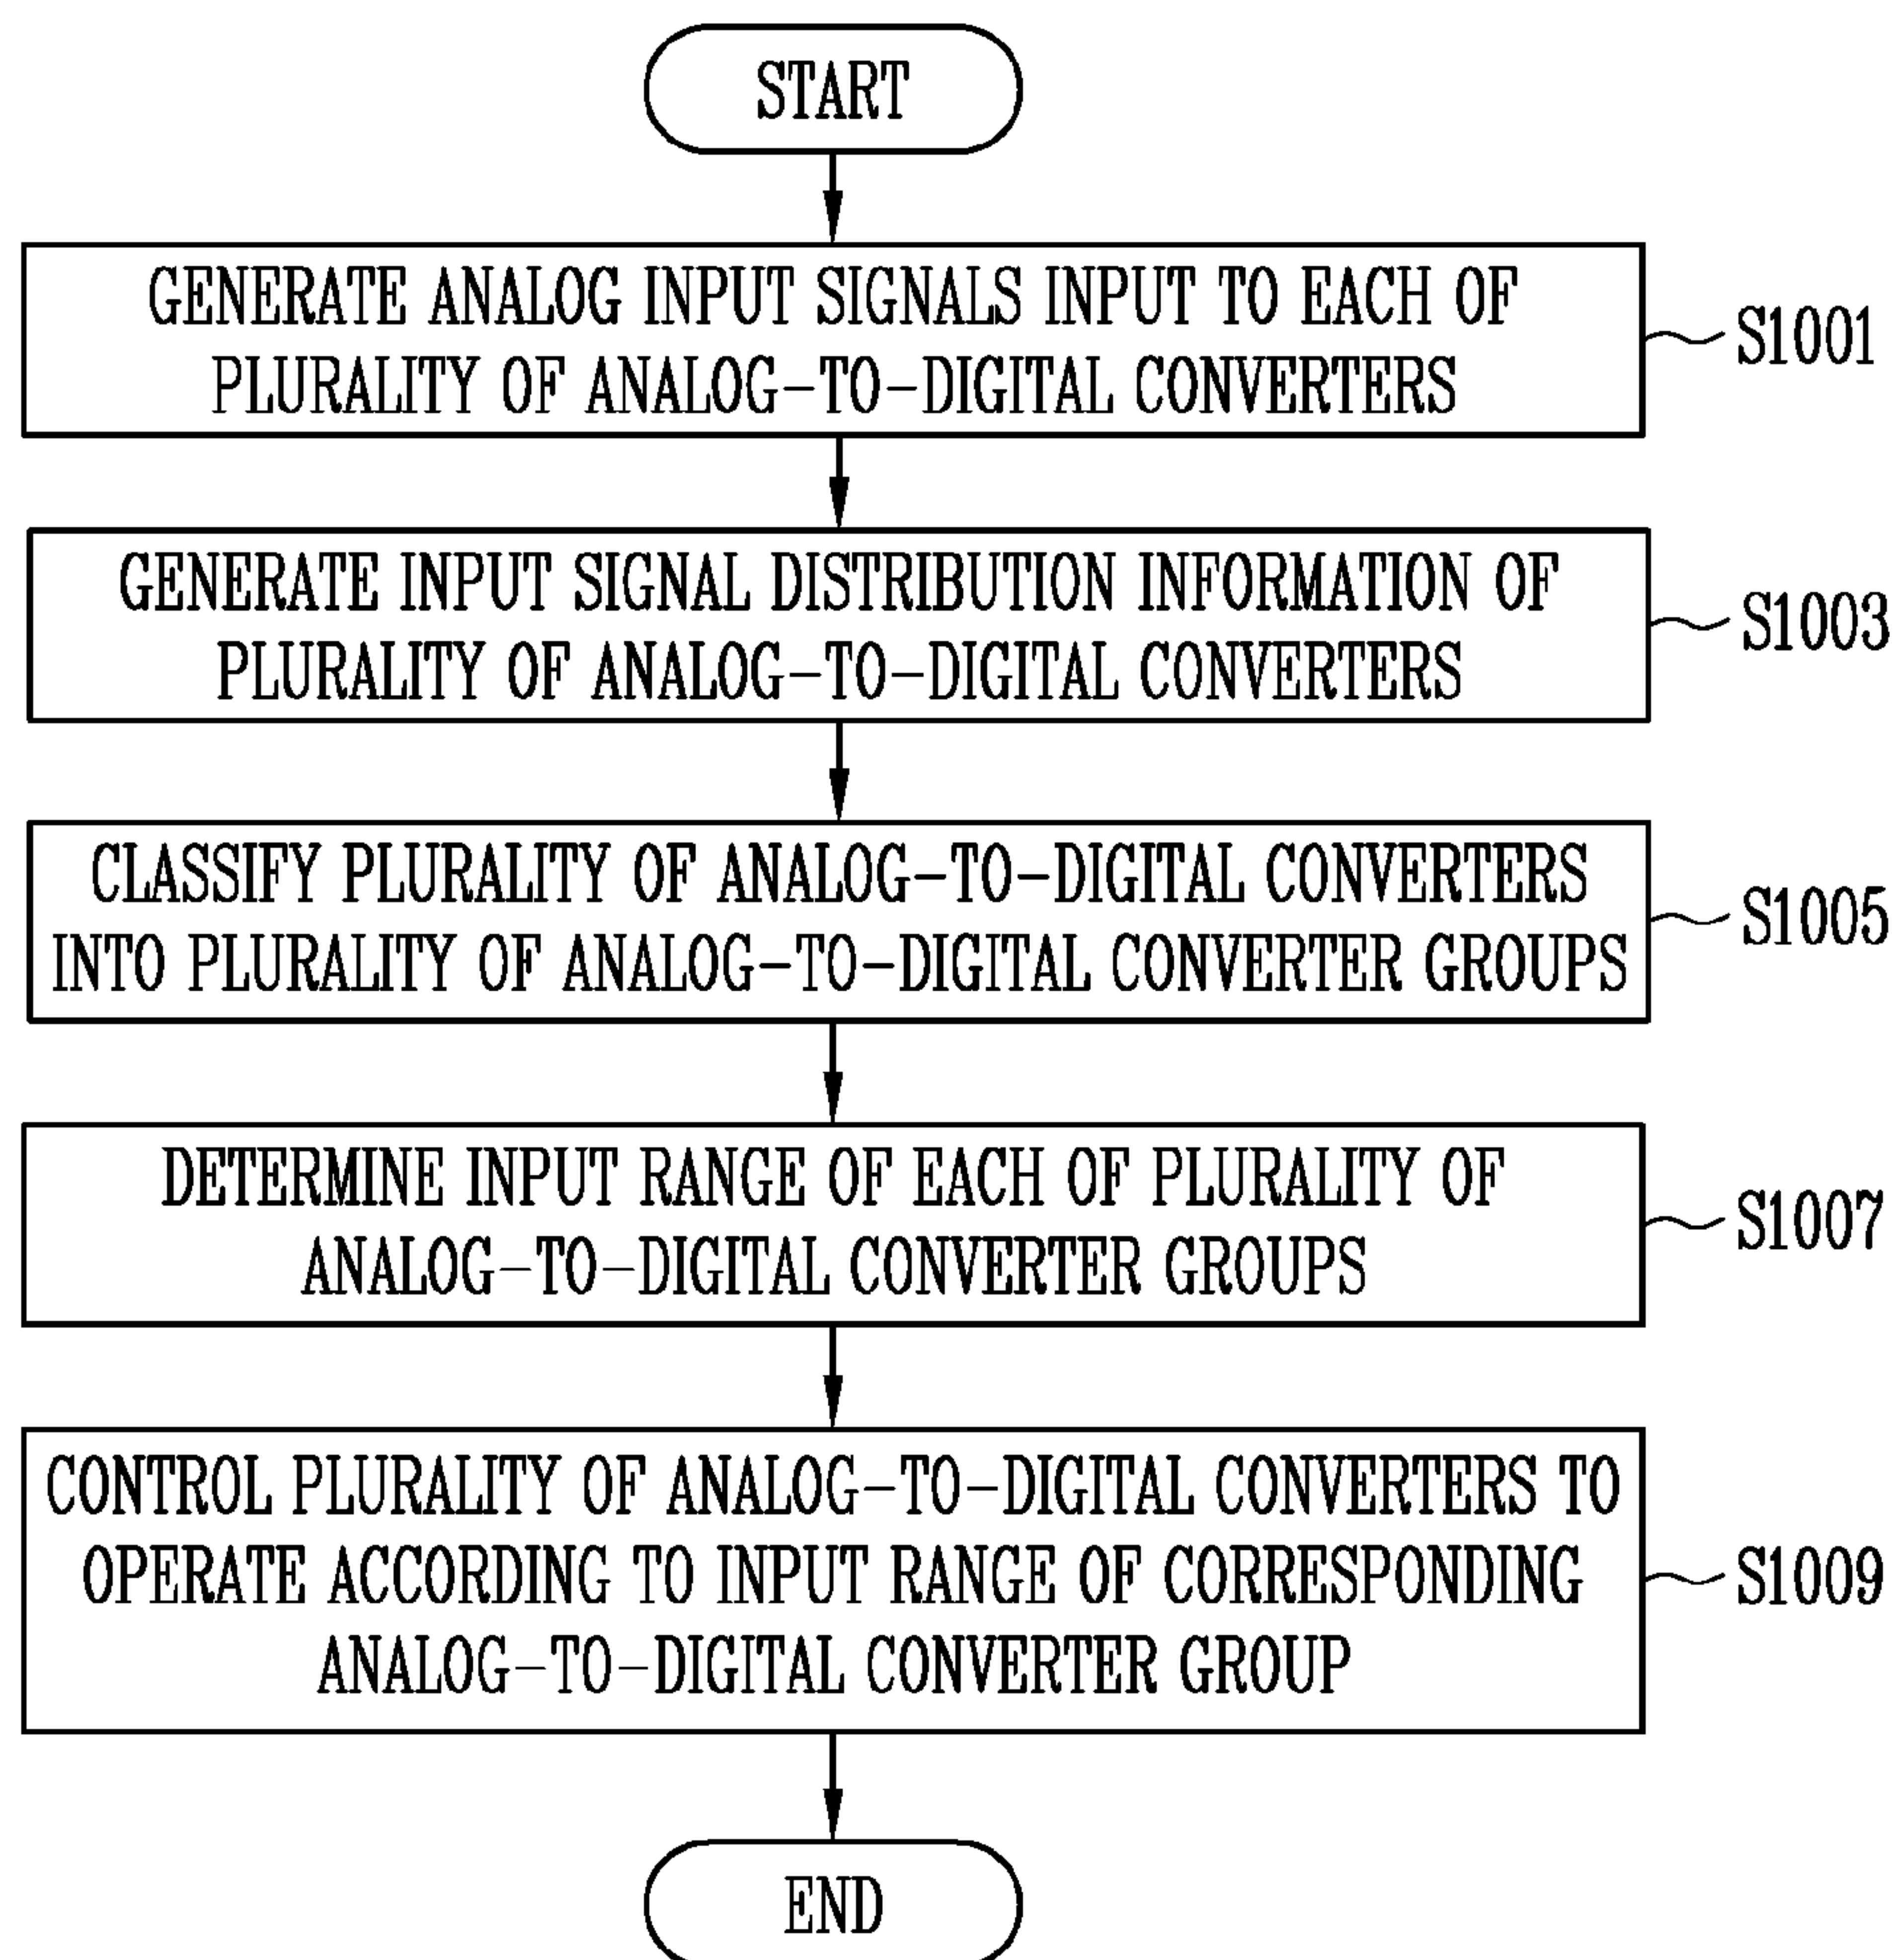 START
GENERATE ANALOG INPUT SIGNALS INPUT TO EACH OF
PLURALITY OF ANALOG-TO-DIGITAL CONVERTERS
S1001
GENERATE INPUT SIGNAL DISTRIBUTION INFORMATION OF
PLURALITY OF ANALOG-TO-DIGITAL CONVERTERS
S1003
CLASSIFY PLURALITY OF ANALOG-TO-DIGITAL CONVERTERS
INTO PLURALITY OF ANALOG-TO-DIGITAL CONVERTER GROUPS
S1005
DETERMINE INPUT RANGE OF EACH OF PLURALITY OF
ANALOG-TO-DIGITAL CONVERTER GROUPS
S1007
CONTROL PLURALITY OF ANALOG-TO-DIGITAL CONVERTERS TO
OPERATE ACCORDING TO INPUT RANGE OF CORRESPONDING
ANALOG-TO-DIGITAL CONVERTER GROUP
S1009
END